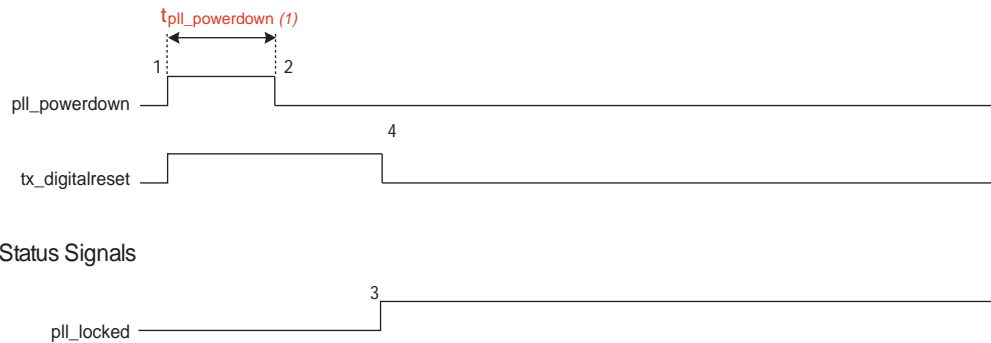 tpll_powerdown (1)
1 2
pll_powerdown
4
tx_digitalreset
Status Signals
3
pll_locked